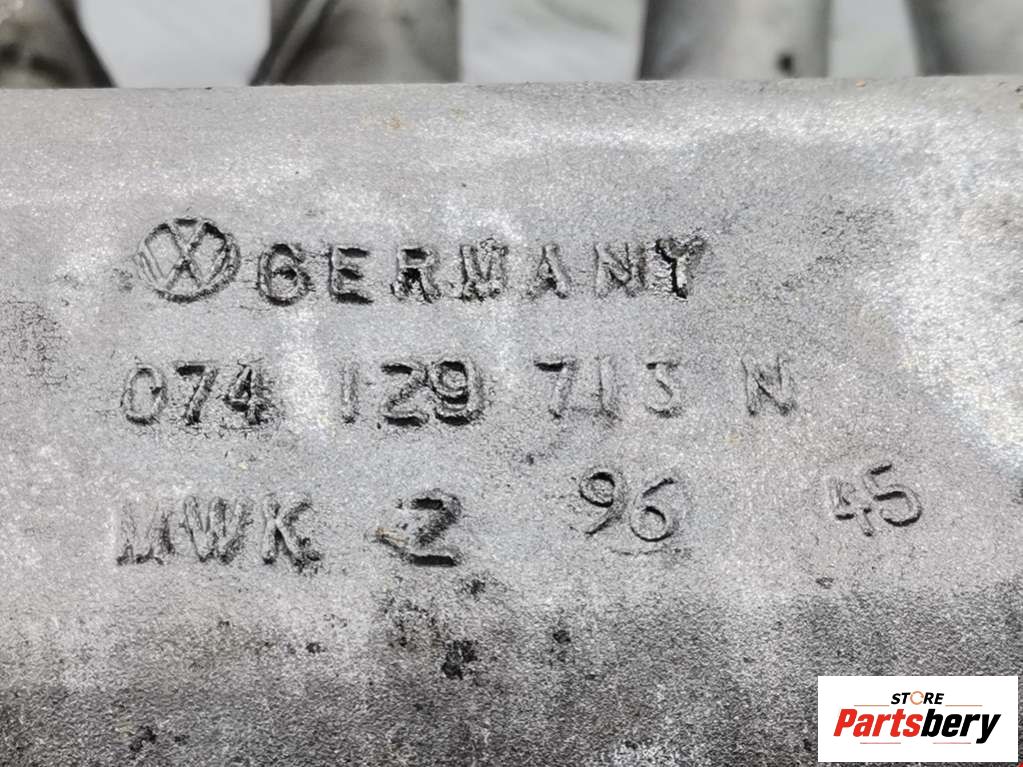 GERMANY
074 129 713 N
MWK 2 96 45
STORE
Partsbery